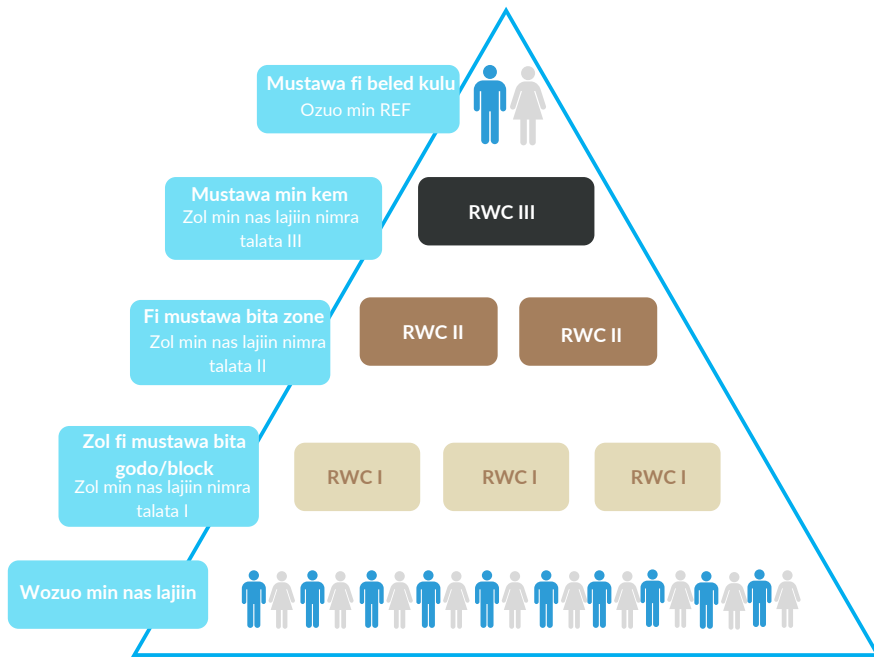 Mustawa fi beled kulu
Ozuo min REF
Mustawa min kem
Zol min nas lajiin nimra
talata III
RWC III
Fi mustawa bita zone
Zol min nas lajiin nimra
talata II
RWC II
RWC II
Zol fi mustawa bita
godo/block
Zol min nas lajiin nimra
talata I
RWC I
RWC I
RWC I
Wozuo min nas lajiin